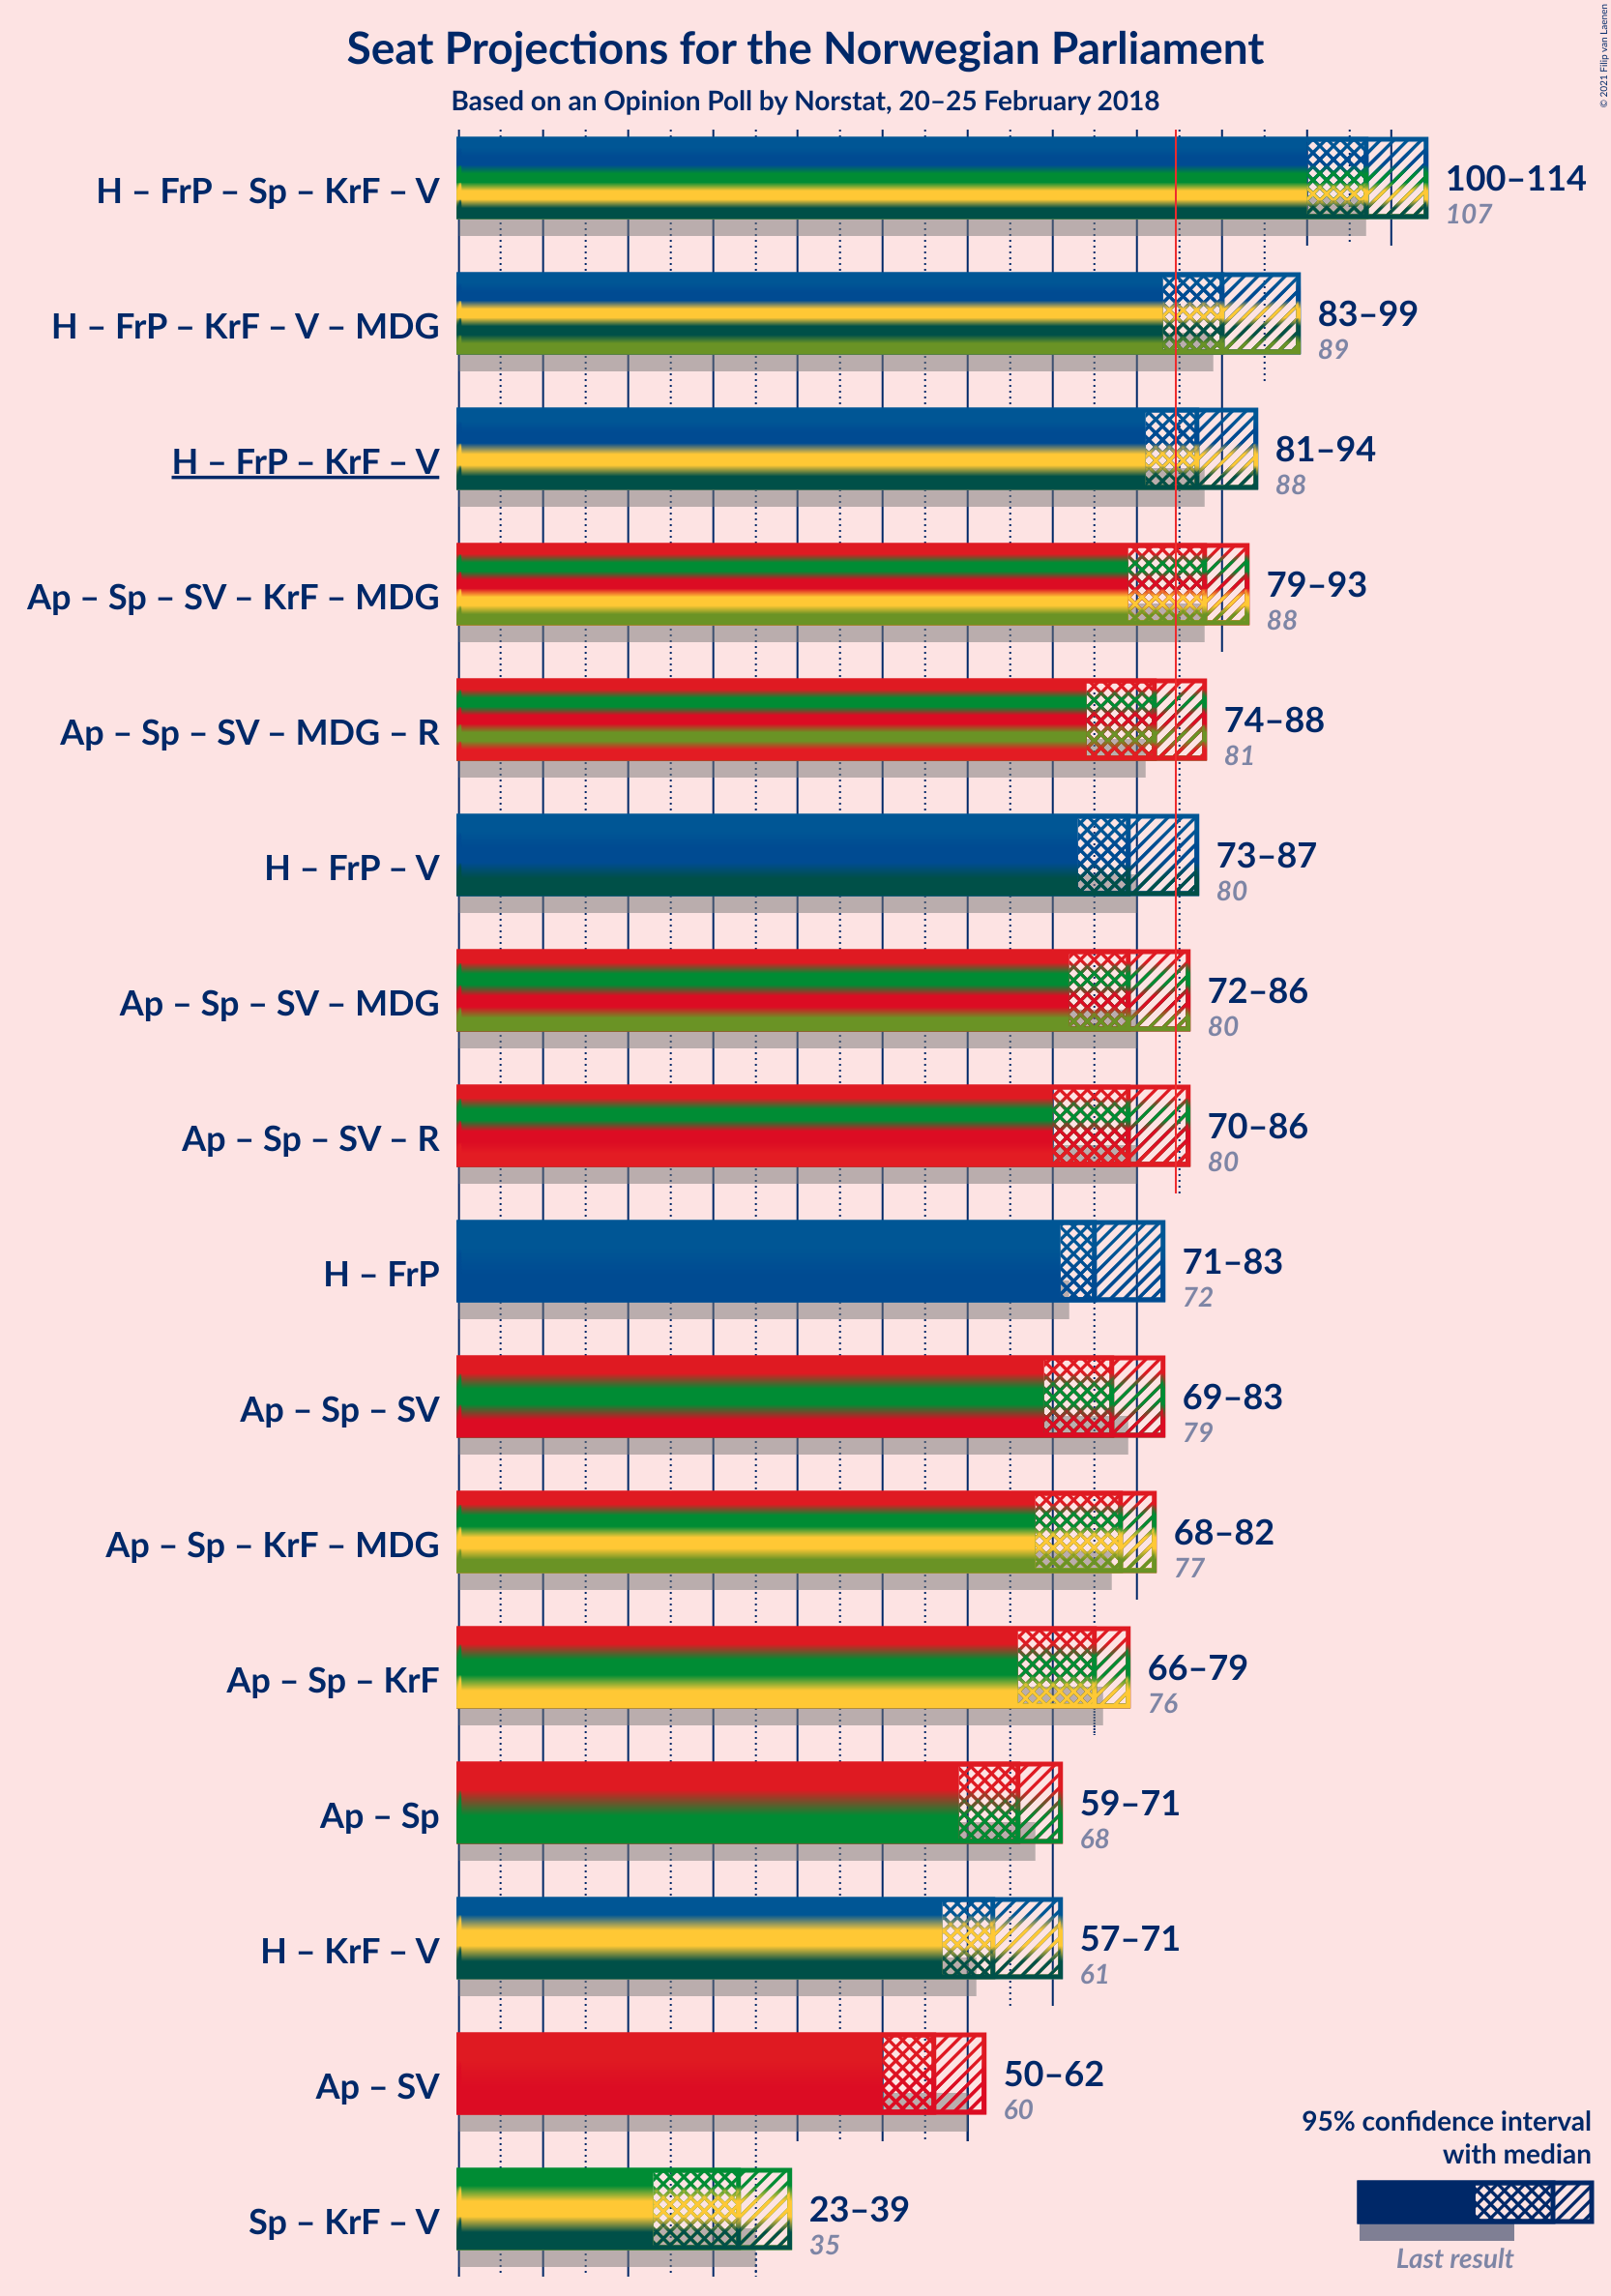 © 2021 Filip van Laenen
Seat Projections for the Norwegian Parliament
Based on an Opinion Poll by Norstat, 20–25 February 2018
H – FrP – Sp – KrF – V
100–114
107
H – FrP – KrF – V – MDG
83–99
89
H – FrP – KrF – V
81–94
88
Ap – Sp – SV – KrF – MDG
79–93
88
Ap – Sp – SV – MDG – R
74–88
81
H – FrP – V
73–87
80
Ap – Sp – SV – MDG
72–86
80
Ap – Sp – SV – R
70–86
80
H – FrP
71–83
72
Ap – Sp – SV
69–83
79
Ap – Sp – KrF – MDG
68–82
77
Ap – Sp – KrF
66–79
76
Ap – Sp
59–71
68
H – KrF – V
57–71
61
Ap – SV
50–62
60
Sp – KrF – V
23–39
35
95% confidence interval
with median
Last result